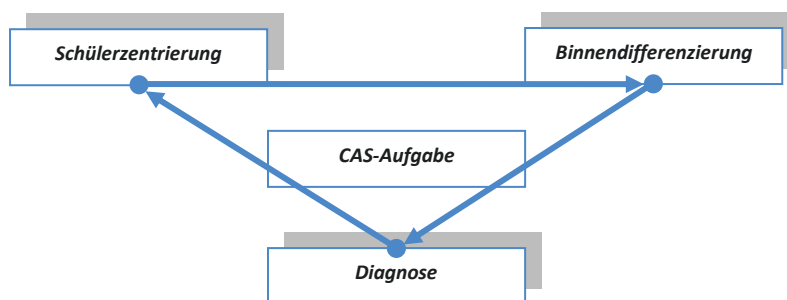 Schülerzentrierung
Binnendifferenzierung
CAS-Aufgabe
Diagnose